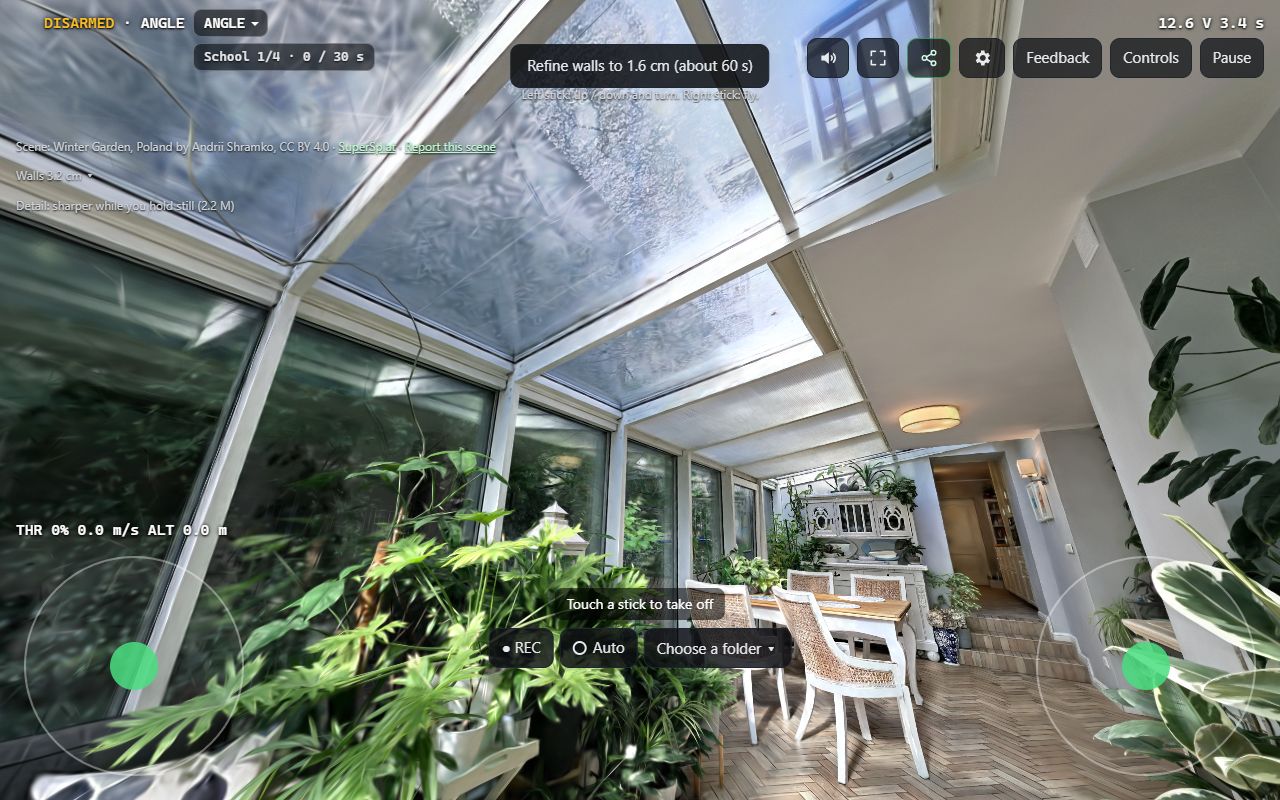 DISARMED · ANGLE ANGLE
School 1/4 · 0 / 30 s
Refine walls to 1.6 cm (about 60 s)
Left stick: up / down and turn. Right stick: fly.
12.6 V 3.4 s
Feedback
Controls
Pause
Scene: Winter Garden, Poland by Andrii Shramko, CC BY 4.0 · SuperSplat · Report this scene
Walls 3.2 cm
Detail: sharper while you hold still (2.2 M)
THR 0% 0.0 m/s ALT 0.0 m
Touch a stick to take off
REC
Auto
Choose a folder